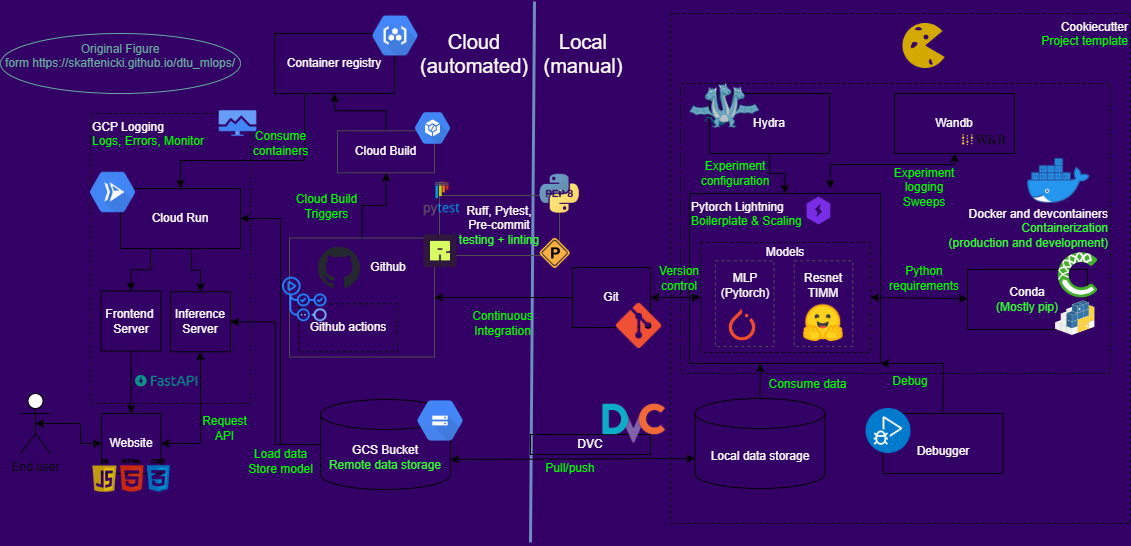 Original Figure
form https://skaftenicki.github.io/dtu_mlops/
Container registry
Cloud
(automated)
Local
(manual)
Cookiecutter
Project template
GCP Logging
Logs, Errors, Monitor
Consume
containers
Cloud Build
Cloud Run
Cloud Build
Triggers
pytest
PEP 8
Ruff, Pytest,
Pre-commit
testing + linting
P
Github
Github actions
Frontend
Server
Inference
Server
FastAPI
Continuous
Integration
Git
Version
control
Hydra
Wandb
W&B
Experiment
configuration
Experiment
logging
Sweeps
Pytorch Lightning
Boilerplate & Scaling
Docker and devcontainers
Containerization
(production and development)
Models
MLP
(Pytorch)
Resnet
TIMM
Python
requirements
Conda
(Mostly pip)
Consume data
Debug
Debugger
Local data storage
DVC
DVC
Pull/push
GCS Bucket
Remote data storage
Load data
Store model
Request
API
Website
JS
HTML
5
CSS
3
End user